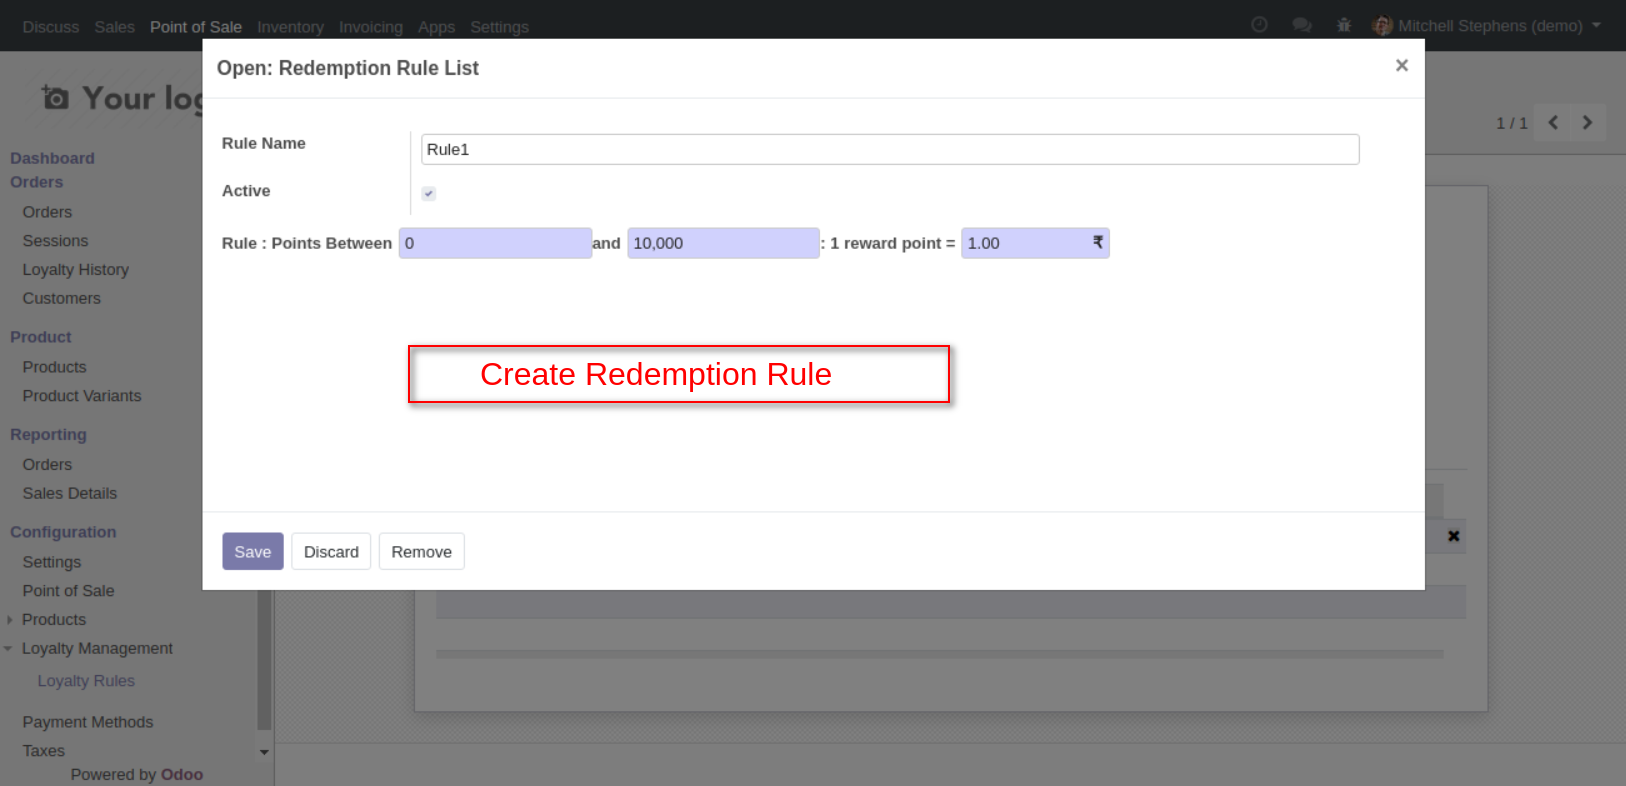 Discuss Sales Point of Sale Inventory Invoicing Apps Settings Mitchell Stephens (demo)
Open: Redemption Rule List ×
Your log
1 / 1
Rule Name Rule1
Active
Rule : Points Between 0 and 10,000 : 1 reward point = 1.00 ₹
Create Redemption Rule
Save Discard Remove
Dashboard
Orders
Orders
Sessions
Loyalty History
Customers
Product
Products
Product Variants
Reporting
Orders
Sales Details
Configuration
Settings
Point of Sale
Products
Loyalty Management
Loyalty Rules
Payment Methods
Taxes
Powered by Odoo